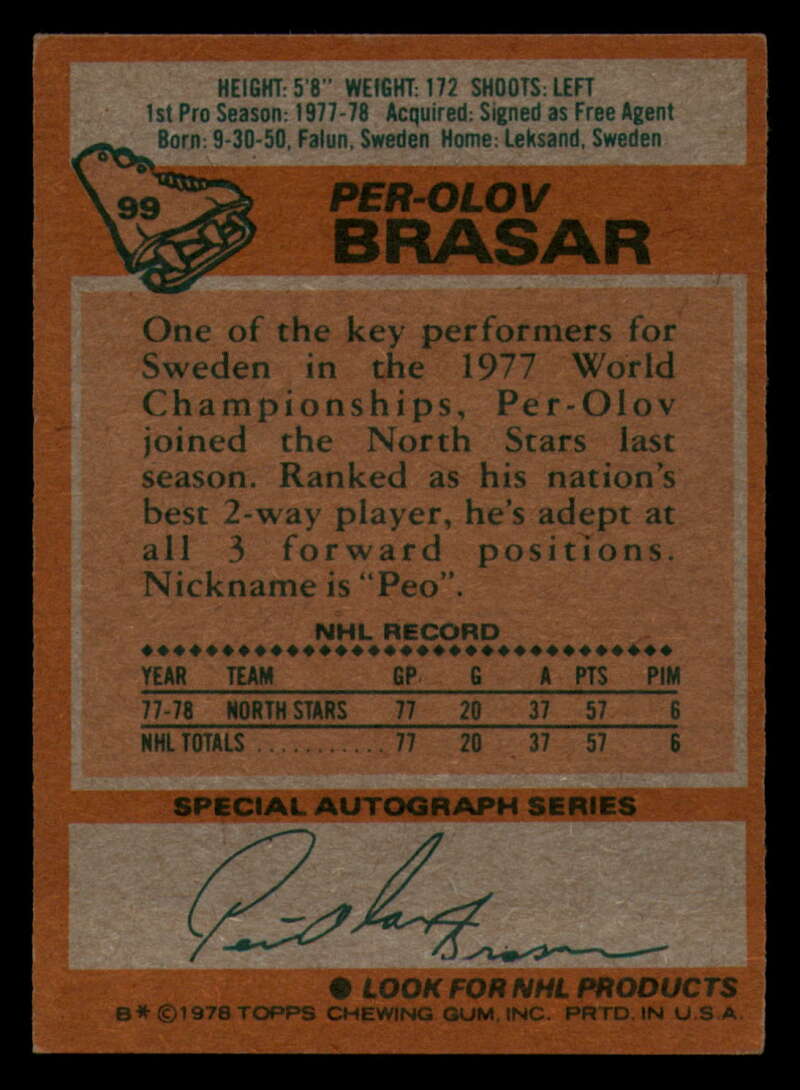 HEIGHT: 5'8" WEIGHT: 172 SHOOTS: LEFT
1st Pro Season: 1977-78 Acquired: Signed as Free Agent
Born: 9-30-50, Falun, Sweden Home: Leksand, Sweden
99
PER-OLOV
BRASAR
One of the key performers for
Sweden in the 1977 World
Championships, Per-Olov
joined the North Stars last
season. Ranked as his nation's
best 2-way player, he's adept at
all 3 forward positions.
Nickname is "Peo".
NHL RECORD
YEAR TEAM GP. G A PTS PIM
77-78 NORTH STARS 77 20 37 57 6
NHL TOTALS ............ 77 20 37 57 6
SPECIAL AUTOGRAPH SERIES
Per-Olov Brasar
● LOOK FOR NHL PRODUCTS
B* ©1978 TOPPS CHEWING GUM, INC. PRTD. IN U.S.A.